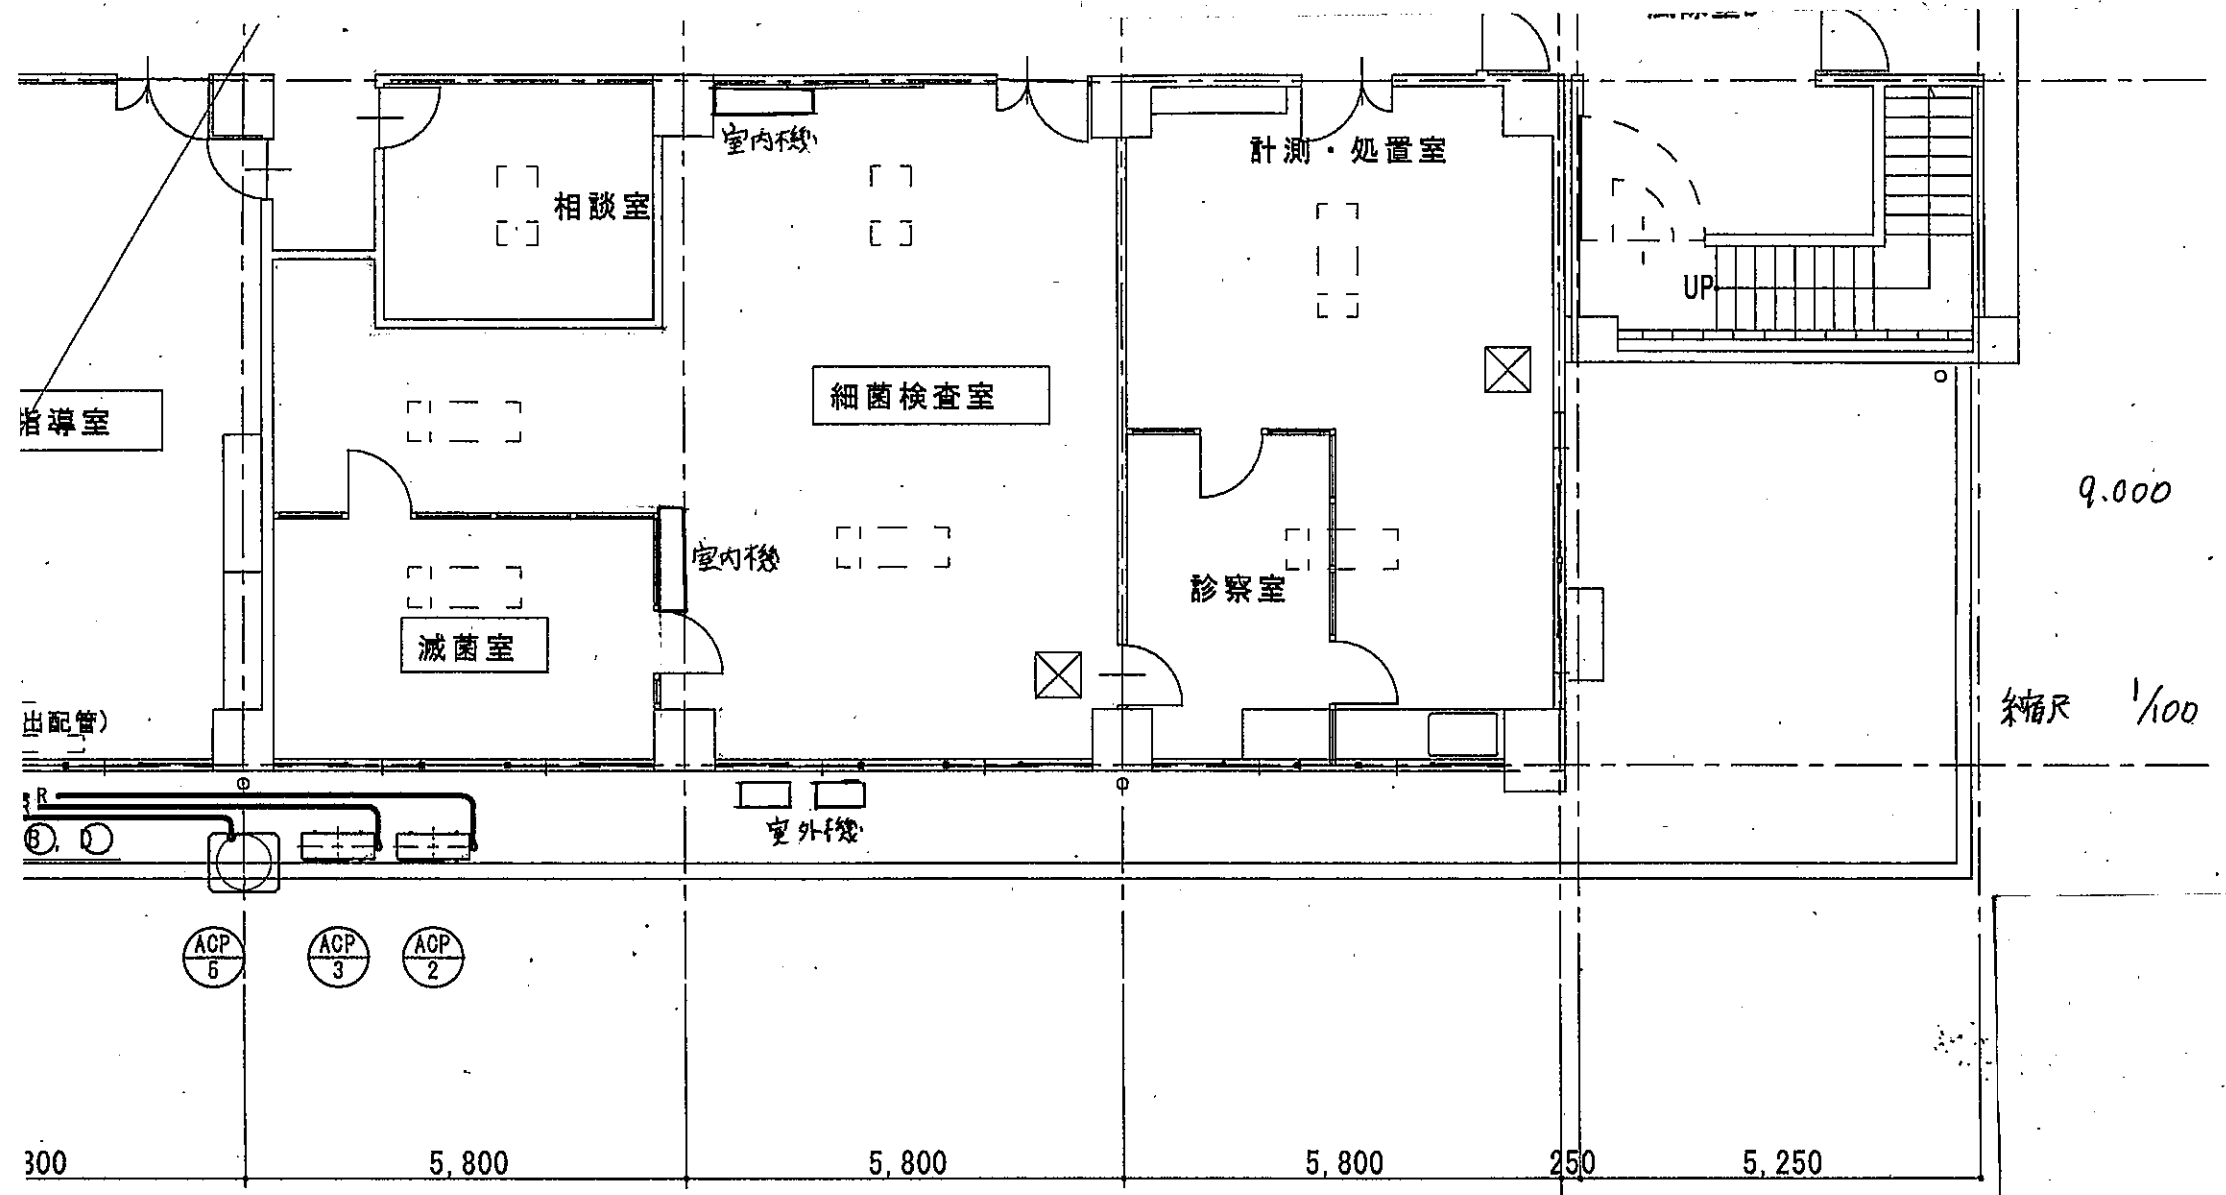 室内機
計測・処置室
相談室
UP
細菌検査室
指導室
9.000
室内機
診察室
滅菌室
縮尺 1/100
出配管)
R
R
B, D
室外機
ACP
6
ACP
3
ACP
2
300
5,800
5,800
5,800
250
5,250